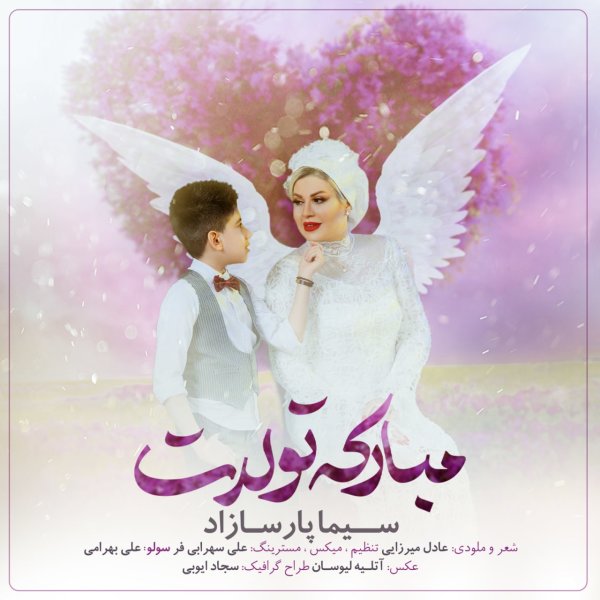 مبارکه تولدت
سیما پارسازاد
شعر و ملودی: عادل میرزایی تنظیم ، میکس ، مسترینگ: علی سهرابی فر سولو: علی بهرامی
عکس: آتلیه لیوسان طراح گرافیک: سجاد ایوبی